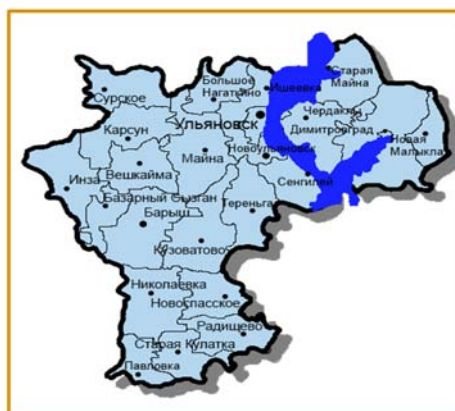 Старая
Майна
Большое
Нагаткино
Ишеевка
Сурское
Чердаклы
Ульяновск
Карсун
Димитровград
Новая
Малыкла
Майна
Новоульяновск
Вешкайма
Инза
Сенгилей
Базарный Сызган
Тереньга
Барыш
Кузоватово
Николаевка
Новоспасское
Радищево
Старая Кулатка
Павловка